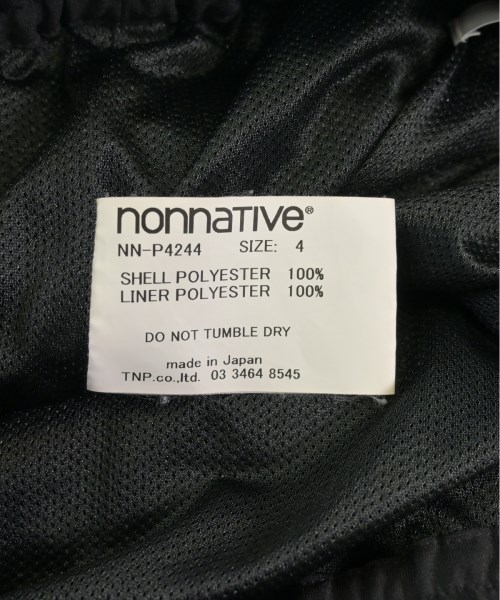 nonnative®
NN-P4244 SIZE: 4
SHELL POLYESTER 100%
LINER POLYESTER 100%
DO NOT TUMBLE DRY
made in Japan
TNP.co.,ltd. 03 3464 8545